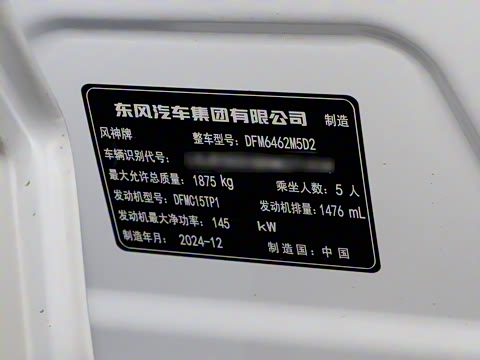 东风汽车集团有限公司 制造
风神牌 整车型号: DFM6462M5D2
车辆识别代号:
最大允许总质量: 1875 kg 乘坐人数: 5 人
发动机型号: DFMC15TP1 发动机排量: 1476 mL
发动机最大净功率: 145 kW
制造年月: 2024-12 制造国: 中国